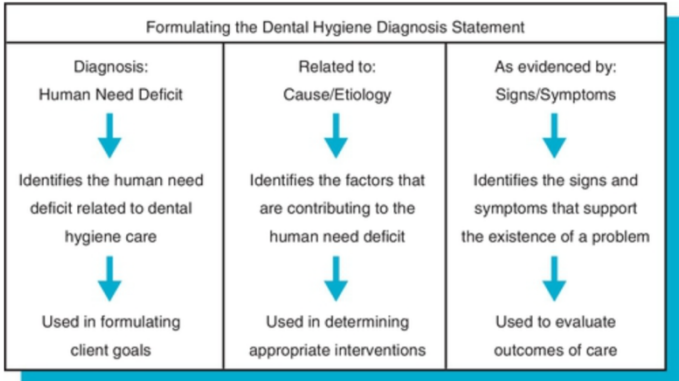 Formulating the Dental Hygiene Diagnosis Statement
Diagnosis:
Human Need Deficit
Identifies the human need
deficit related to dental
hygiene care
Used in formulating
client goals
Related to:
Cause/Etiology
Identifies the factors that
are contributing to the
human need deficit
Used in determining
appropriate interventions
As evidenced by:
Signs/Symptoms
Identifies the signs and
symptoms that support
the existence of a problem
Used to evaluate
outcomes of care